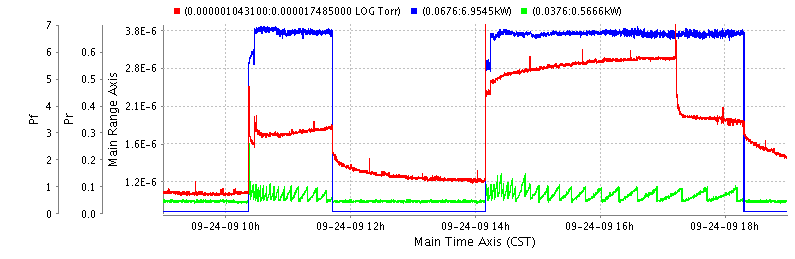 (0.000001043100:0.000017485000 LOG Torr) (0.0676:6.9545kW) (0.0376:0.5666kW)
7 3.8E-6
6 0.6
5 0.5 2.8E-6
4 0.4 2.1E-6
3 0.3
1.6E-6
2 0.2
1 0.1 1.2E-6
0 0.0
Pf Pr Main Range Axis
09-24-09 10h 09-24-09 12h 09-24-09 14h 09-24-09 16h 09-24-09 18h
Main Time Axis (CST)